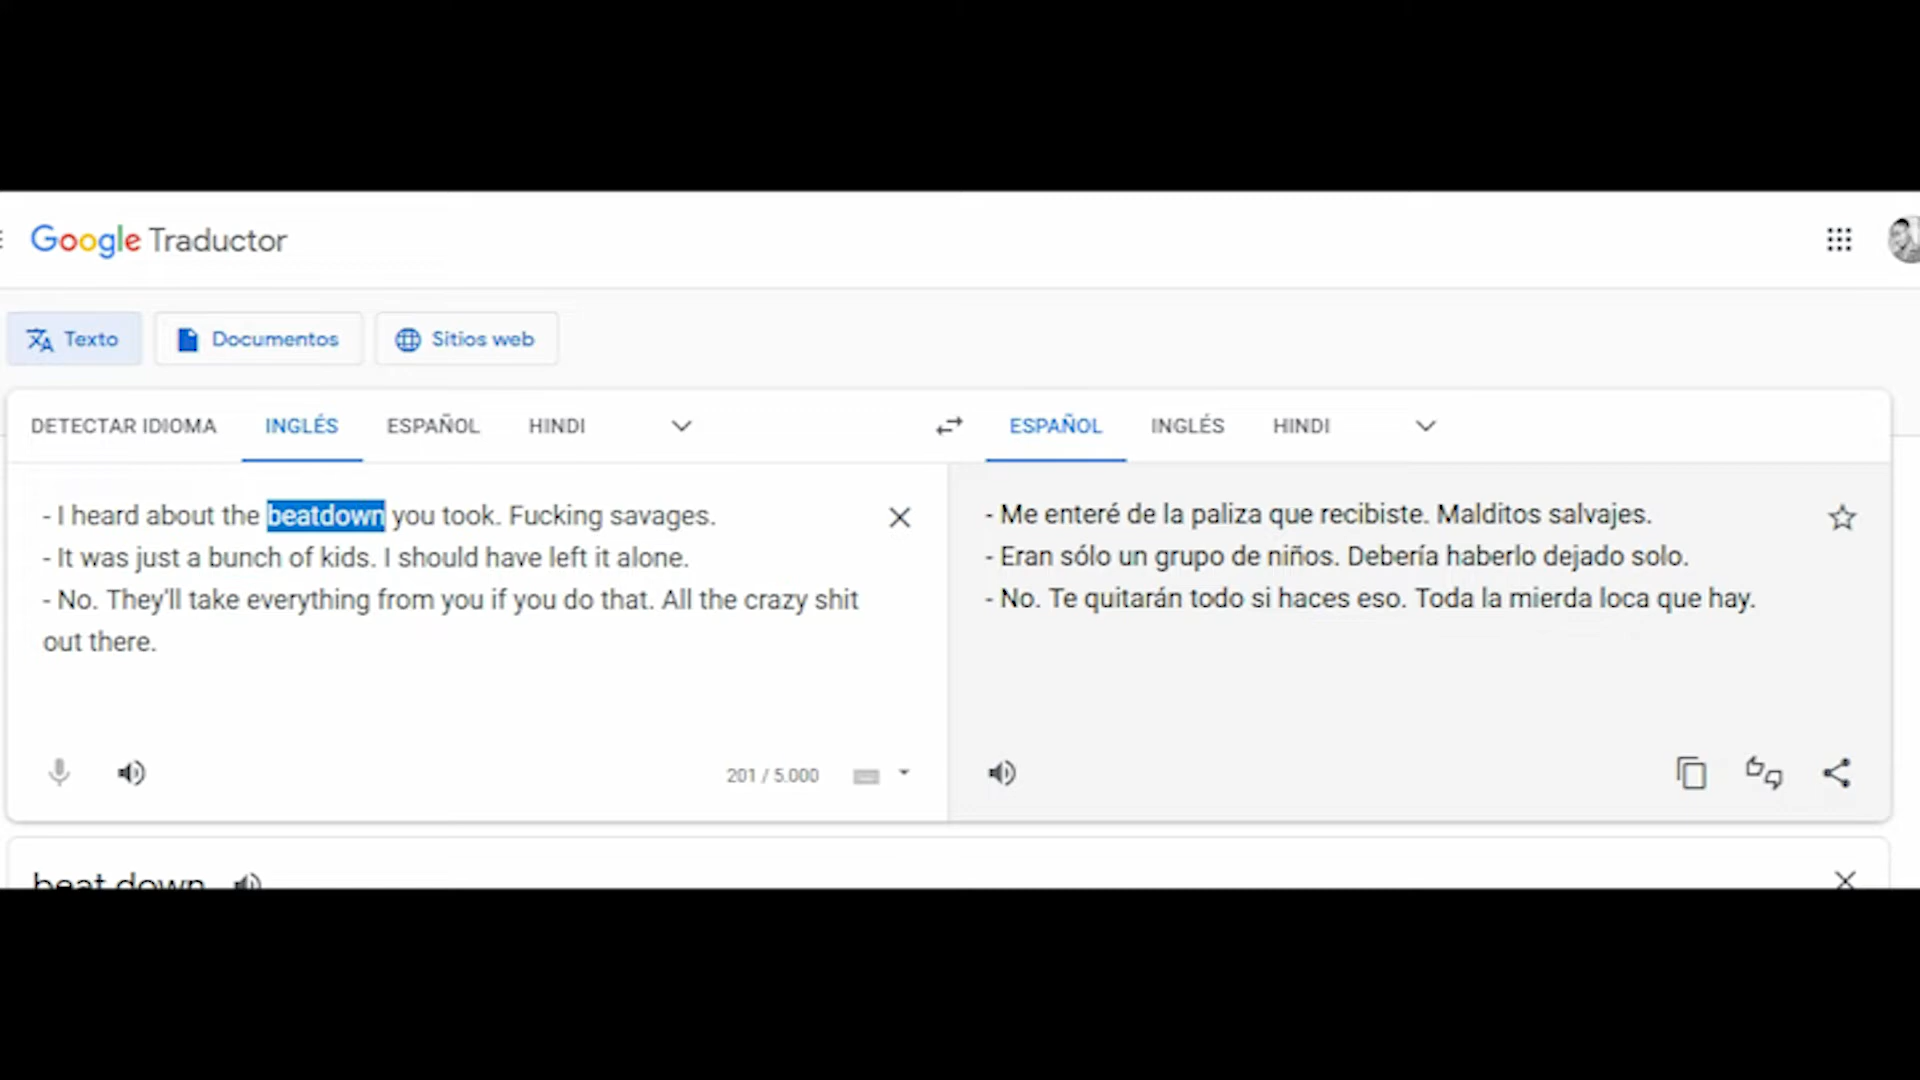 Google Traductor
Texto
Documentos
Sitios web
DETECTAR IDIOMA
INGLÉS
ESPAÑOL
HINDI
ESPAÑOL
INGLÉS
HINDI
- I heard about the beatdown you took. Fucking savages.
- It was just a bunch of kids. I should have left it alone.
- No. They'll take everything from you if you do that. All the crazy shit
out there.
201 / 5.000
- Me enteré de la paliza que recibiste. Malditos salvajes.
- Eran sólo un grupo de niños. Debería haberlo dejado solo.
- No. Te quitarán todo si haces eso. Toda la mierda loca que hay.
beat down